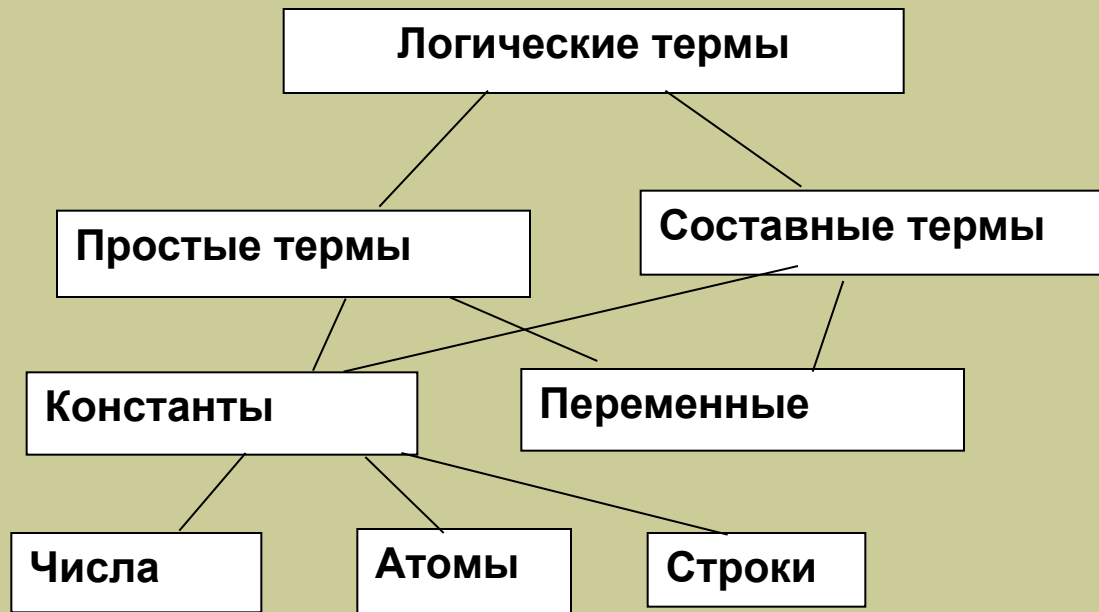 Логические термы
Простые термы
Составные термы
Константы
Переменные
Числа
Атомы
Строки